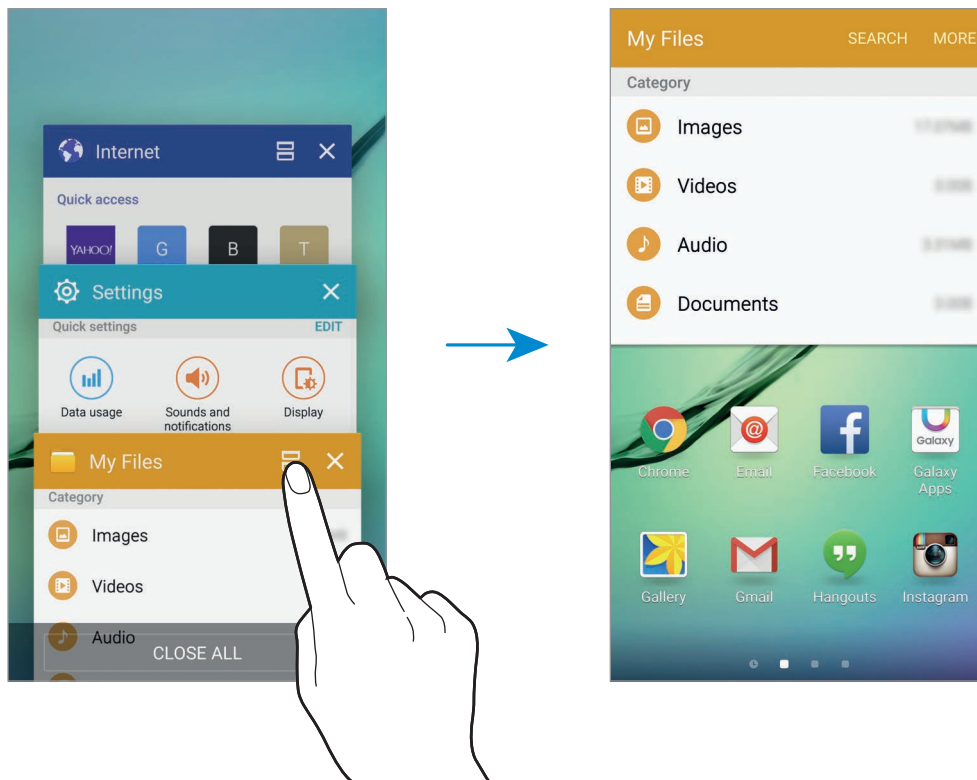 Internet
Quick access
YAHOO!
G
B
T
Settings
Quick settings
EDIT
Data usage
Sounds and
notifications
Display
My Files
Category
Images
Videos
Audio
CLOSE ALL
My Files
SEARCH
MORE
Category
Images
Videos
Audio
Documents
Chrome
Email
Facebook
Galaxy
Galaxy
Apps
Gallery
Gmail
Hangouts
Instagram